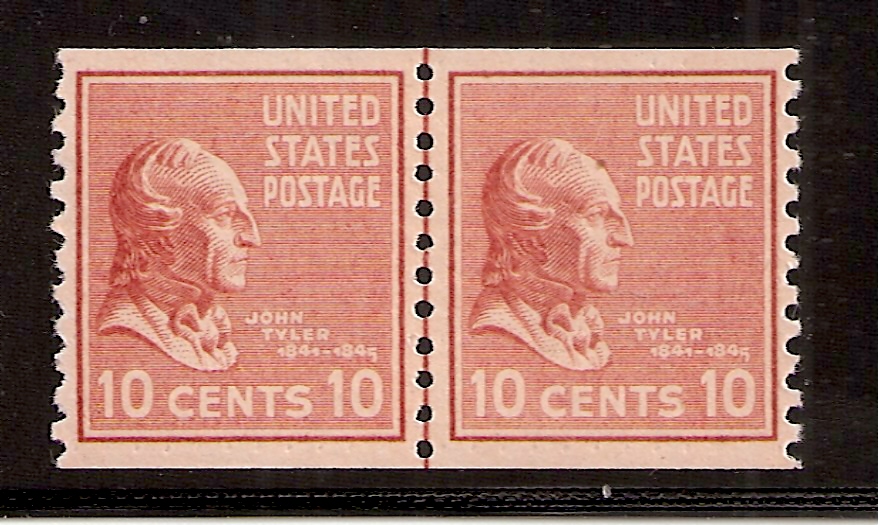 UNITED
STATES
POSTAGE
JOHN
TYLER
1841-1845
10 CENTS 10
UNITED
STATES
POSTAGE
JOHN
TYLER
1841-1845
10 CENTS 10